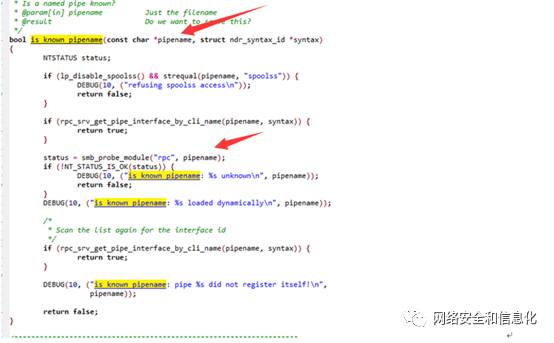 * Is a named pipe known?
* @param[in] pipename Just the filename
* @result Do we want to serve this?
*/
bool is_known_pipename(const char *pipename, struct ndr_syntax_id *syntax)
{
NTSTATUS status;
if (lp_disable_spoolss() && strequal(pipename, "spoolss")) {
DEBUG(10, ("refusing spoolss access\n"));
return false;
}
if (rpc_srv_get_pipe_interface_by_cli_name(pipename, syntax)) {
return true;
}
status = smb_probe_module("rpc", pipename);
if (!NT_STATUS_IS_OK(status)) {
DEBUG(10, ("is_known_pipename: %s unknown\n", pipename));
return false;
}
DEBUG(10, ("is_known_pipename: %s loaded dynamically\n", pipename));
/*
* Scan the list again for the interface id
*/
if (rpc_srv_get_pipe_interface_by_cli_name(pipename, syntax)) {
return true;
}
DEBUG(10, ("is_known_pipename: pipe %s did not register itself!\n",
pipename));
return false;
}
网络安全和信息化